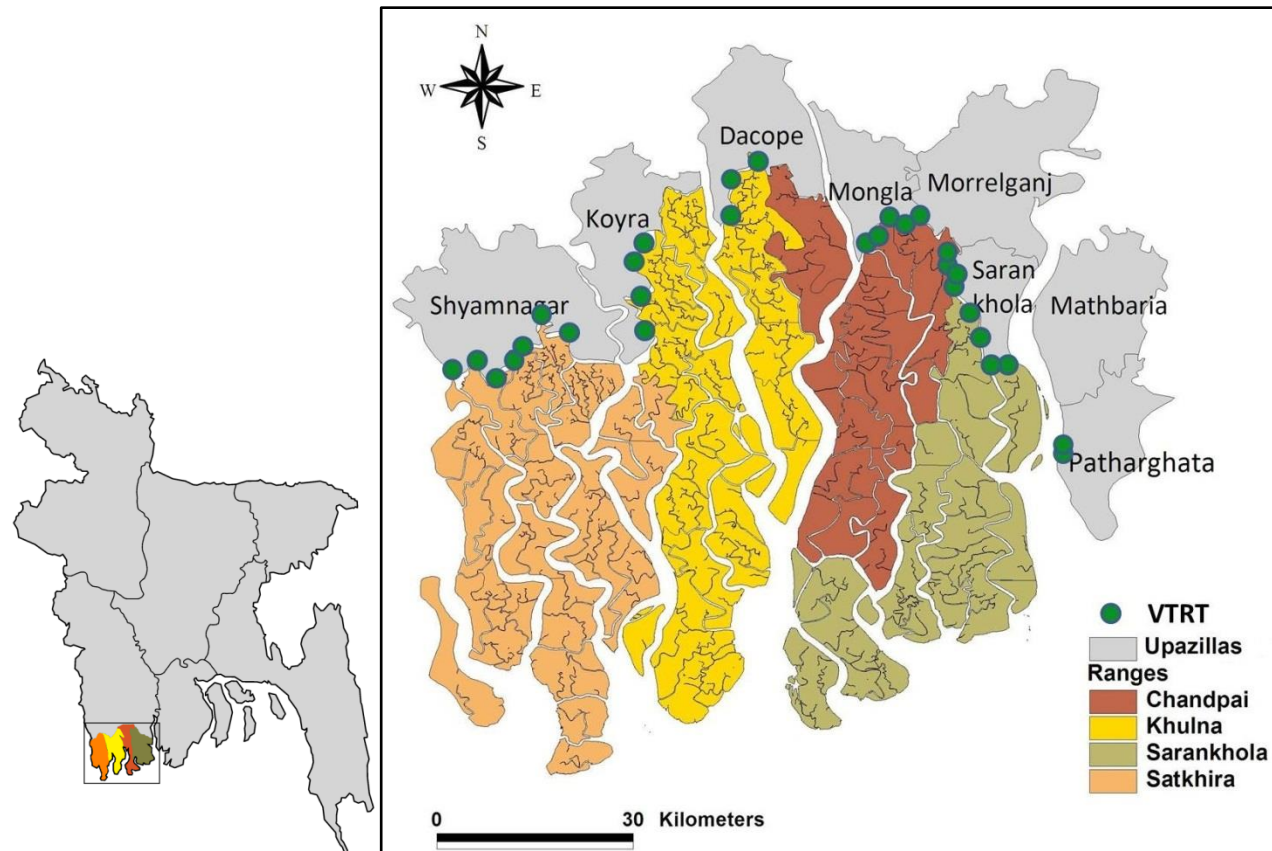 N
W E
S
Dacope
Mongla
Morrelganj
Koyra
Shyamnagar
Saran
khola
Mathbaria
Patharghata
VTRT
Upazillas
Ranges
Chandpai
Khulna
Sarankhola
Satkhira
0 30 Kilometers